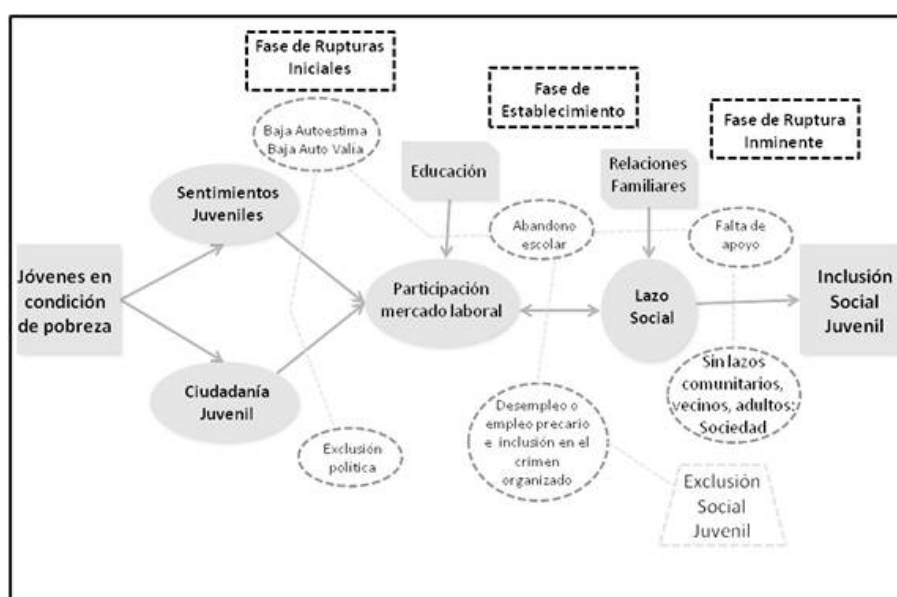 Fase de Rupturas
Iniciales
Fase de
Establecimiento
Fase de Ruptura
Inminente
Baja Autoestima
Baja Auto Valía
Educación
Relaciones
Familiares
Sentimientos
Juveniles
Abandono
escolar
Falta de
apoyo
Jóvenes en
condición
de pobreza
Participación
mercado laboral
Lazo
Social
Inclusión
Social
Juvenil
Ciudadanía
Juvenil
Sin lazos
comunitarios,
vecinos, adultos:
Sociedad
Exclusión
política
Desempleo o
empleo precario
e inclusión en el
crimen
organizado
Exclusión
Social
Juvenil